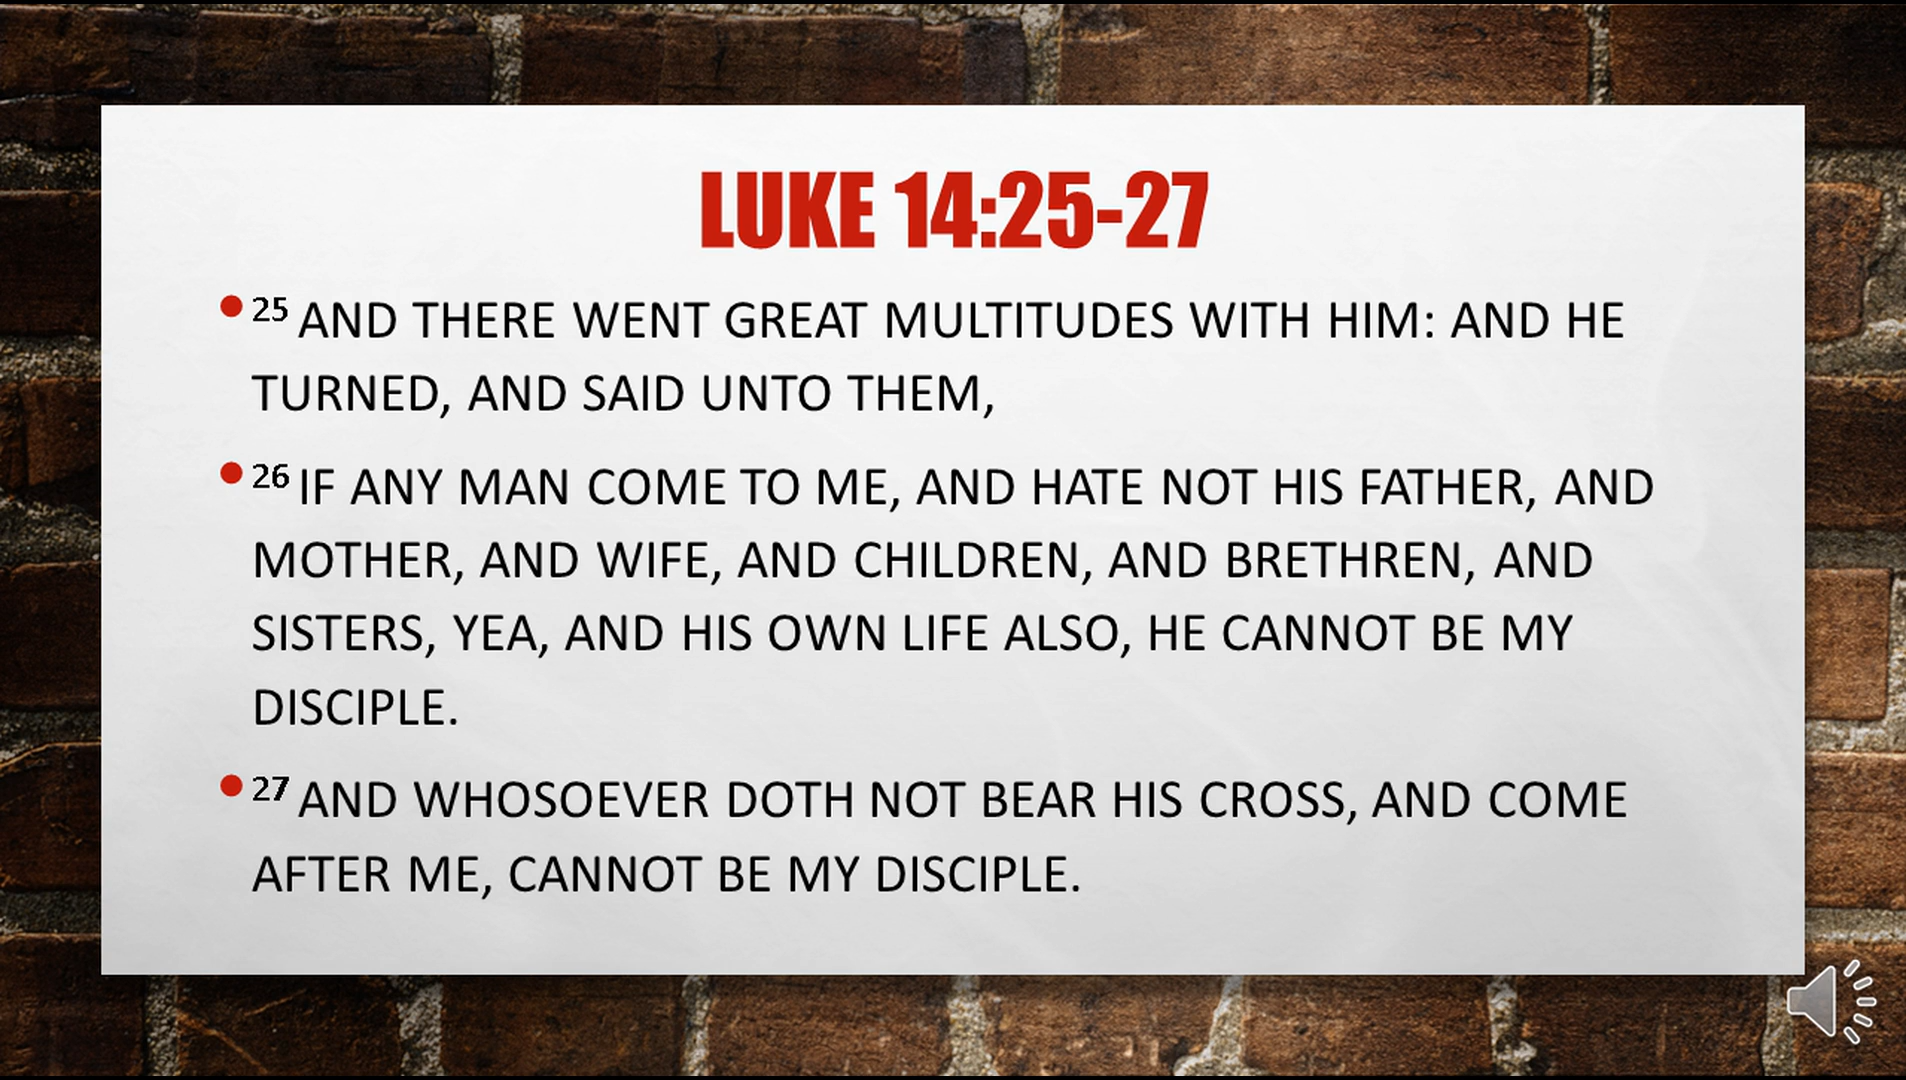 LUKE 14:25-27
• 25 AND THERE WENT GREAT MULTITUDES WITH HIM: AND HE
TURNED, AND SAID UNTO THEM,
• 26 IF ANY MAN COME TO ME, AND HATE NOT HIS FATHER, AND
MOTHER, AND WIFE, AND CHILDREN, AND BRETHREN, AND
SISTERS, YEA, AND HIS OWN LIFE ALSO, HE CANNOT BE MY
DISCIPLE.
• 27 AND WHOSOEVER DOTH NOT BEAR HIS CROSS, AND COME
AFTER ME, CANNOT BE MY DISCIPLE.